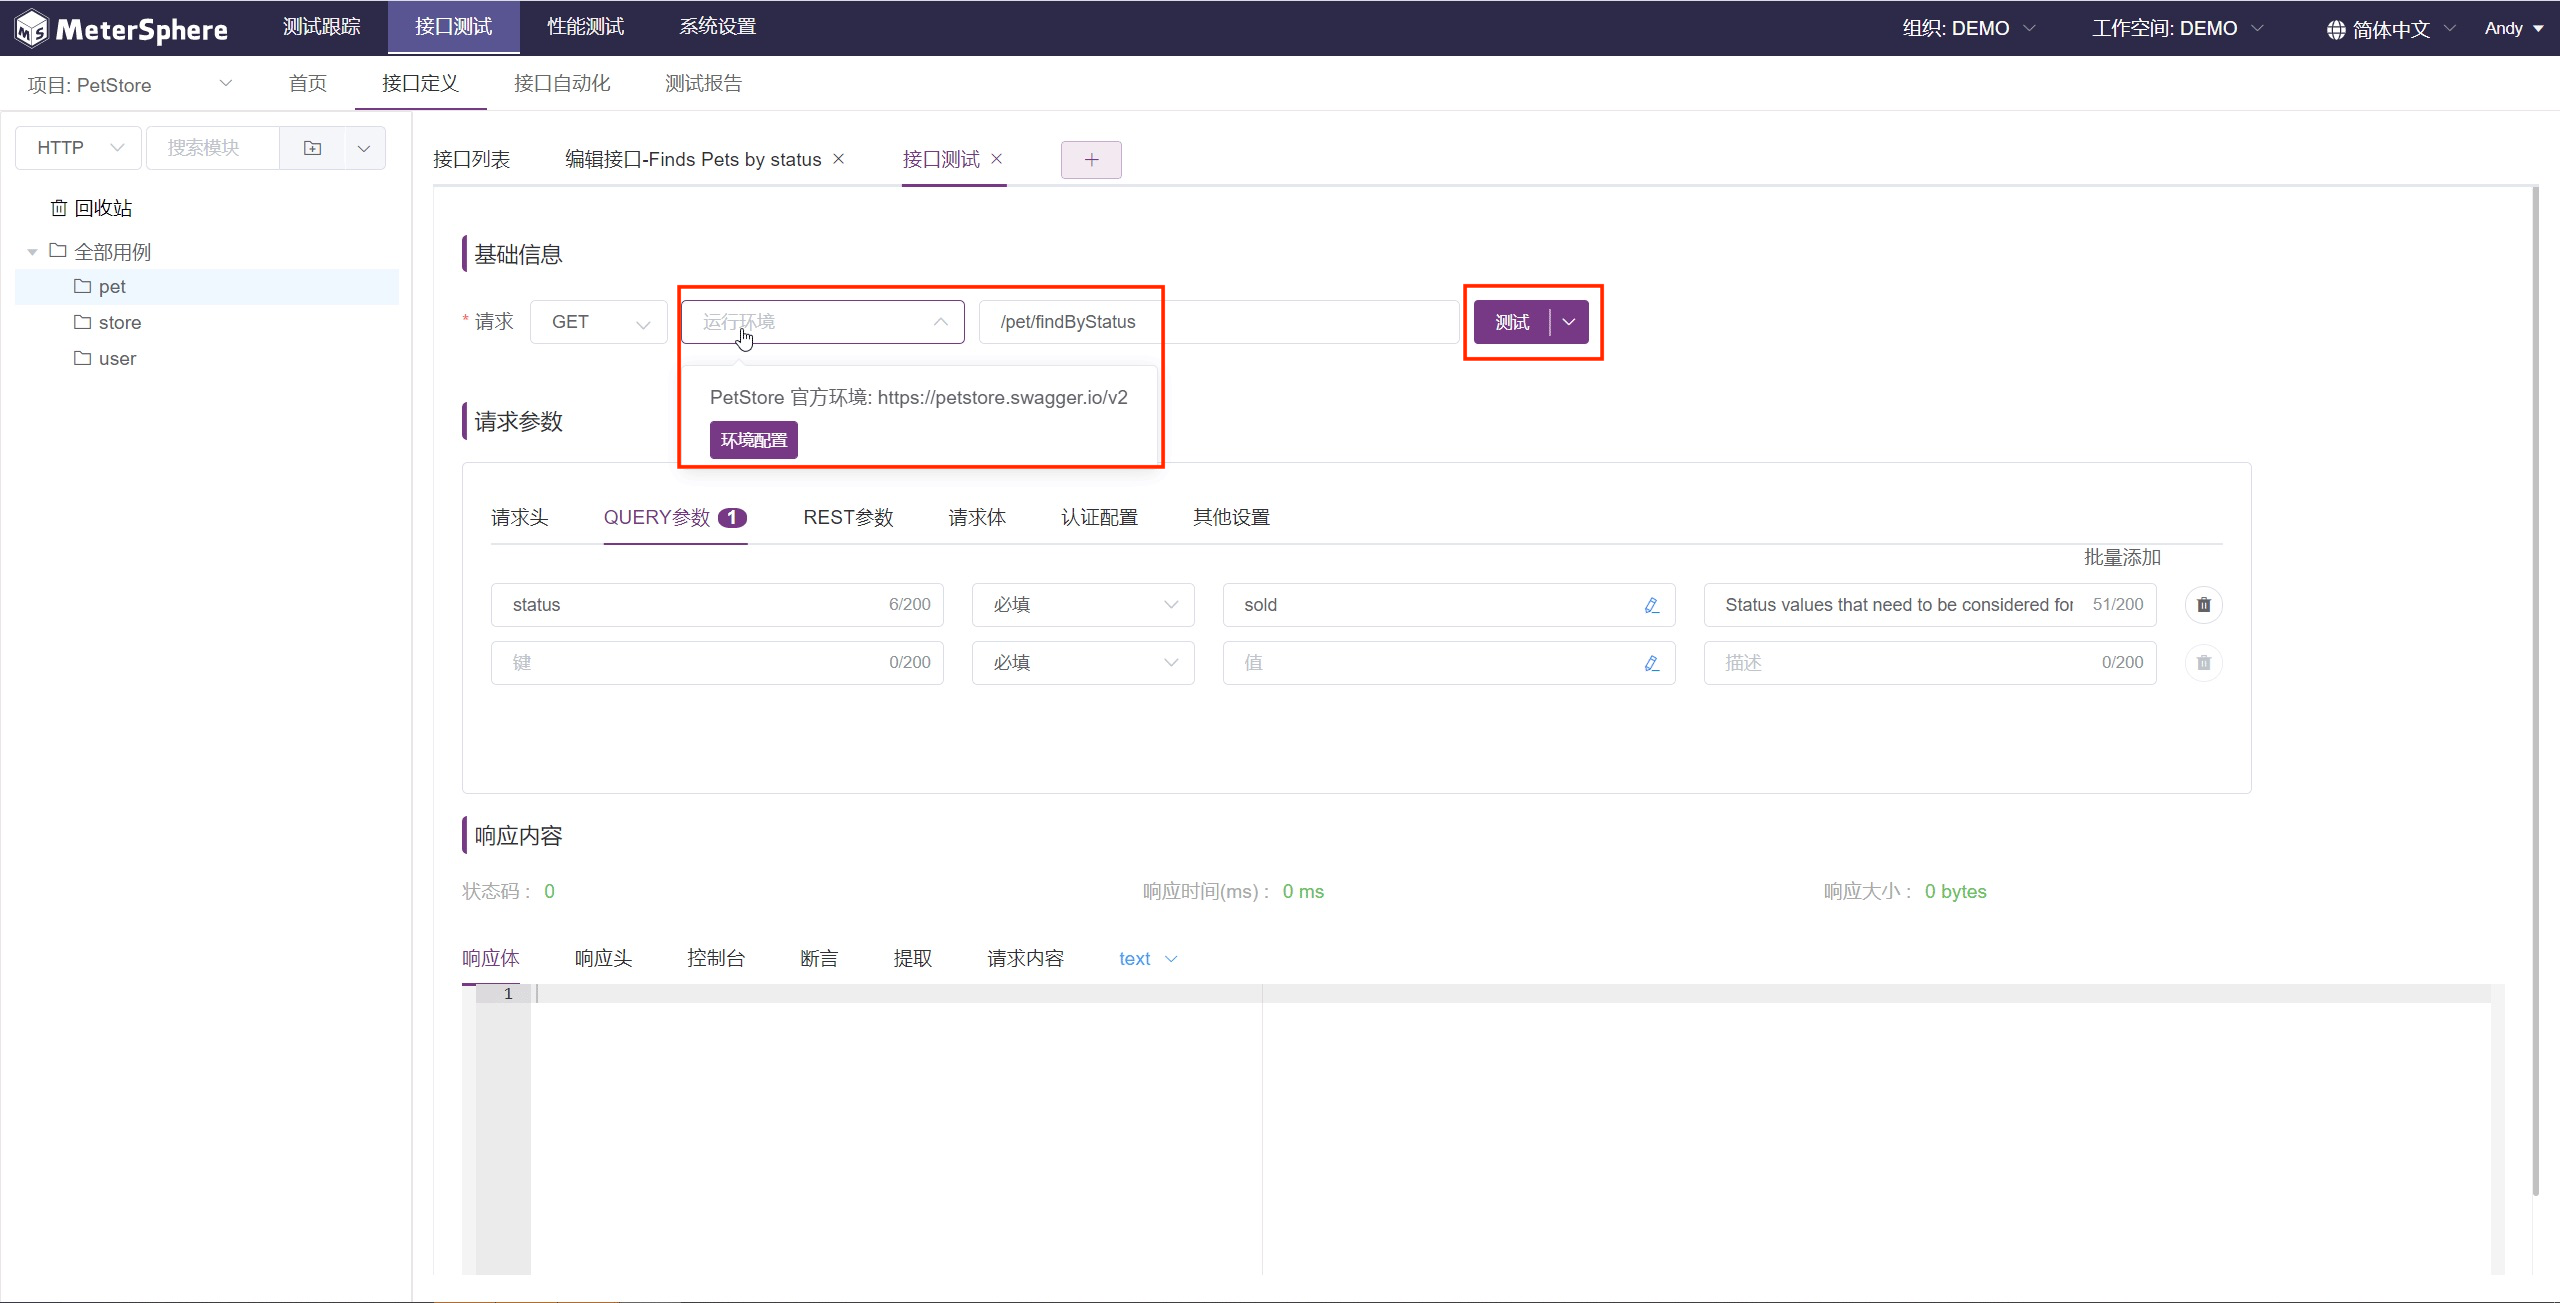 MeterSphere 测试跟踪 接口测试 性能测试 系统设置 组织: DEMO 工作空间: DEMO 简体中文 Andy
项目: PetStore 首页 接口定义 接口自动化 测试报告
HTTP 搜索模块
回收站
全部用例
pet
store
user
接口列表 编辑接口-Finds Pets by status 接口测试 +
基础信息
* 请求 GET 运行环境 /pet/findByStatus 测试
PetStore 官方环境: https://petstore.swagger.io/v2
环境配置
请求参数
请求头 QUERY参数 1 REST参数 请求体 认证配置 其他设置
批量添加
status 6/200 必填 sold Status values that need to be considered for 51/200
键 0/200 必填 值 描述 0/200
响应内容
状态码 : 0 响应时间(ms) : 0 ms 响应大小 : 0 bytes
响应体 响应头 控制台 断言 提取 请求内容 text
1